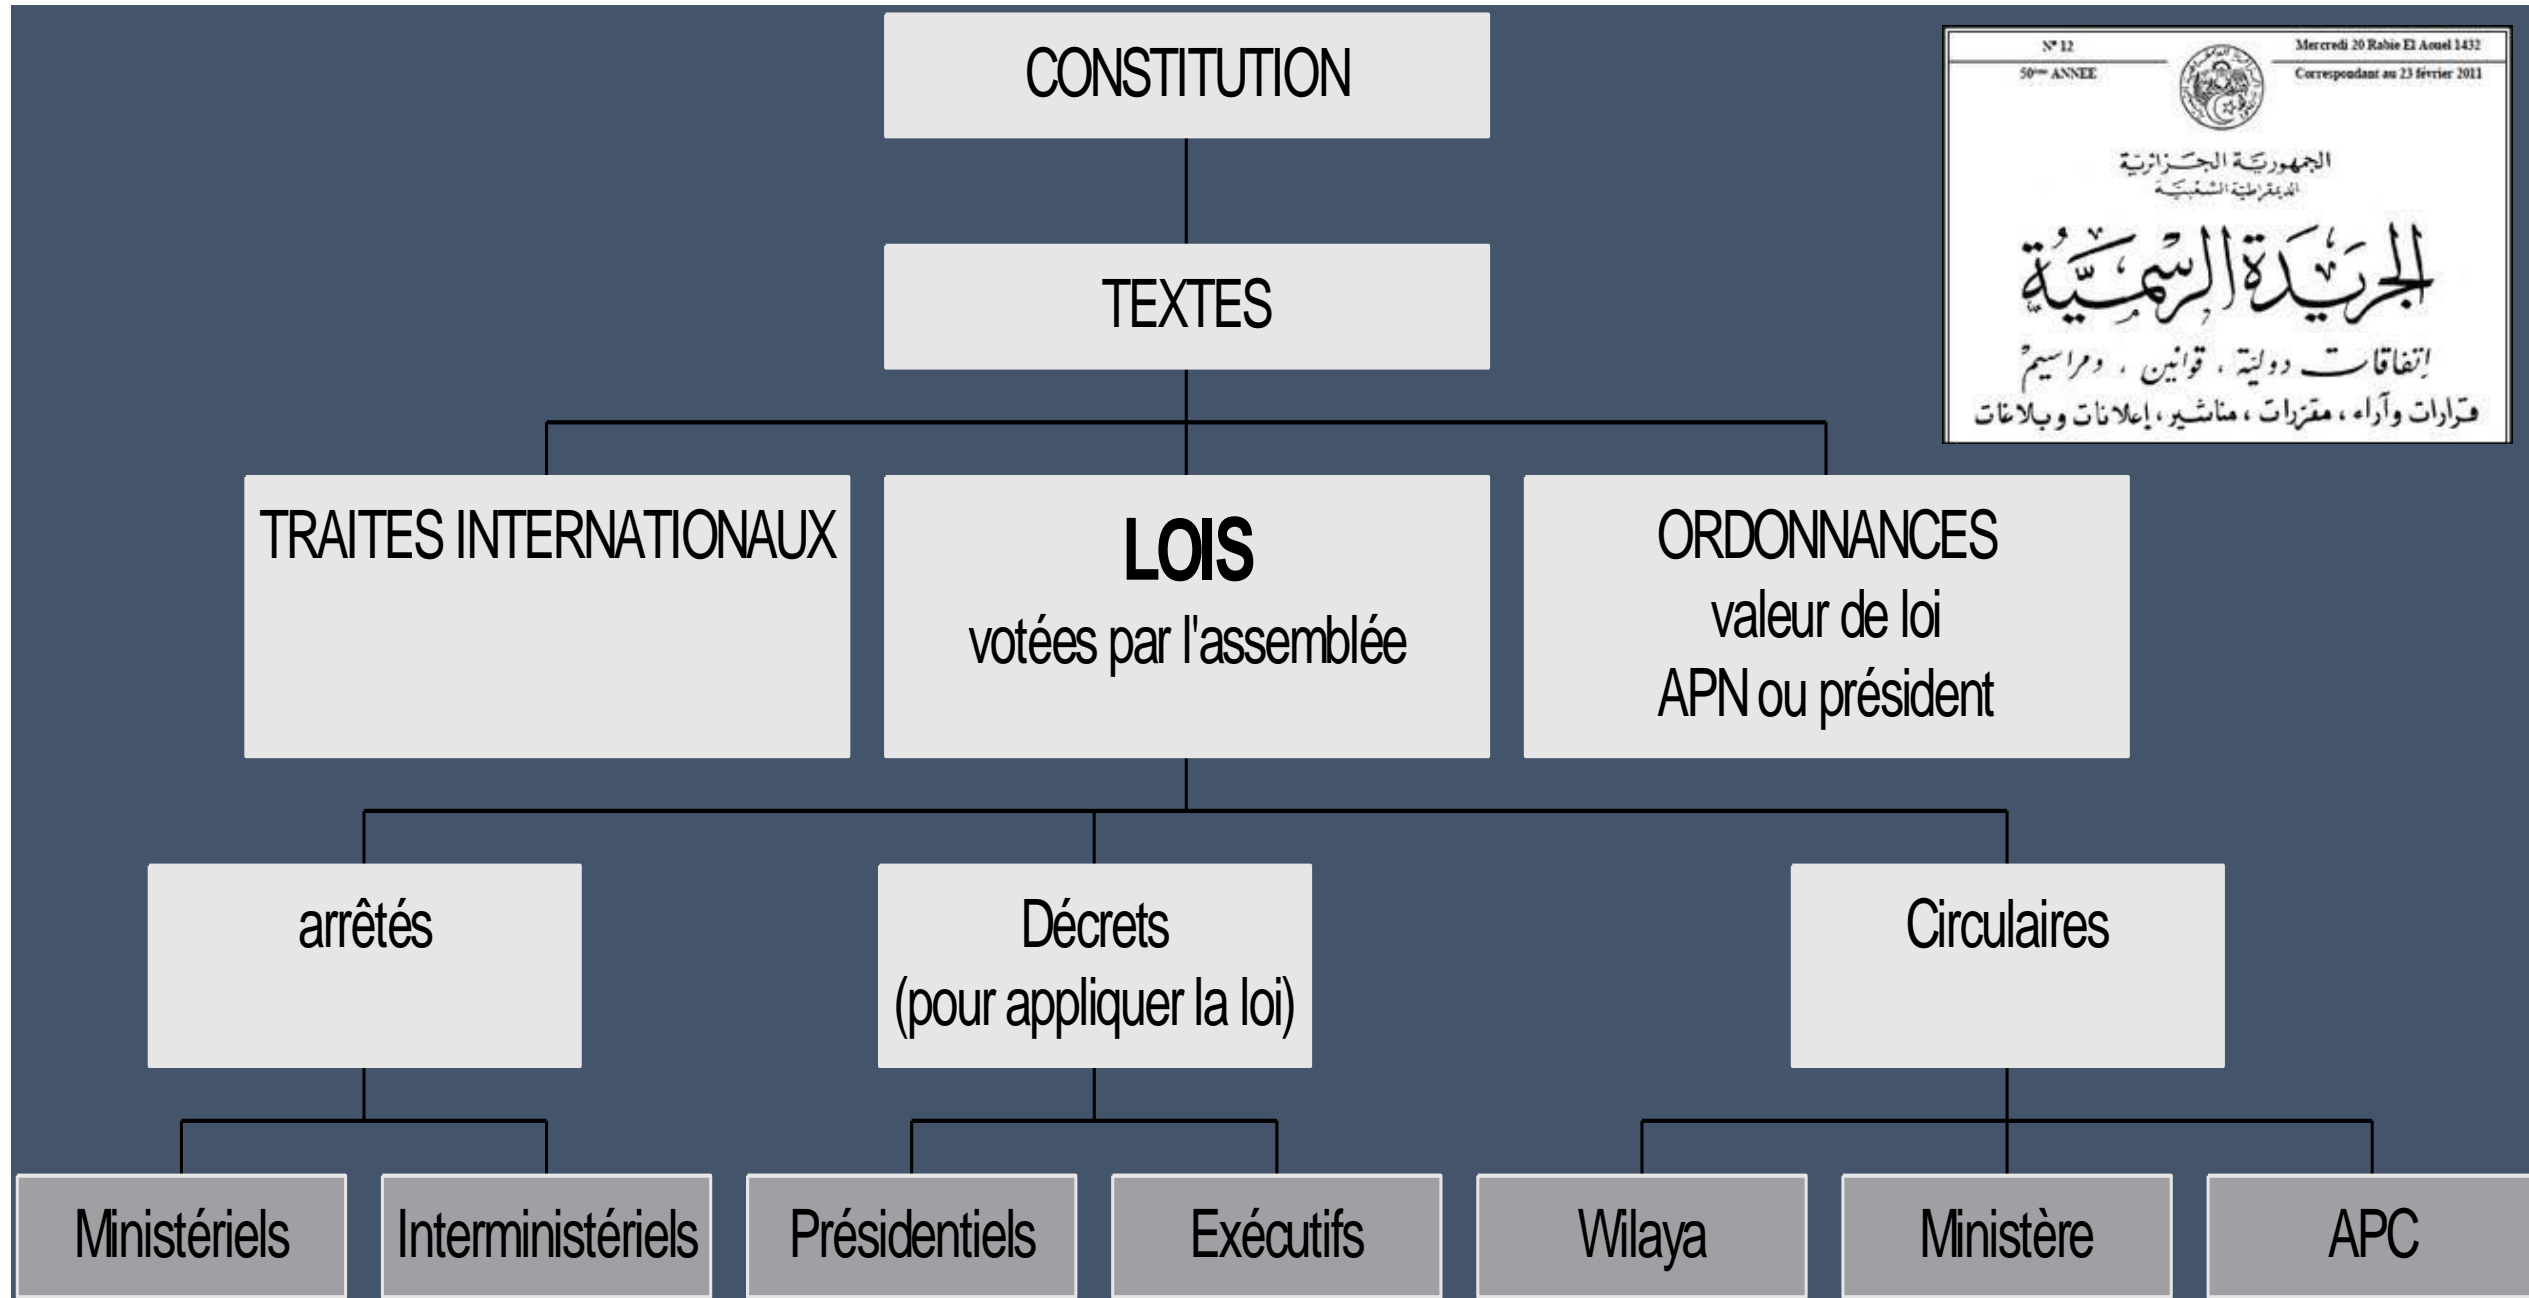 CONSTITUTION
N° 12
Mercredi 20 Rabie El Aouel 1432
50ème ANNEE
Correspondant au 23 février 2011
الجمهورية الجزائرية
الديمقراطية الشعبية
الجريدة الرسمية
إتفاقات دولية ، قوانين ، ومراسيم
قرارات وآراء ، مقررات ، مناشير ، إعلانات وبلاغات
TEXTES
TRAITES INTERNATIONAUX
LOIS
votées par l'assemblée
ORDONNANCES
valeur de loi
APN ou président
arrêtés
Décrets
(pour appliquer la loi)
Circulaires
Ministériels
Interministériels
Présidentiels
Exécutifs
Wilaya
Ministère
APC